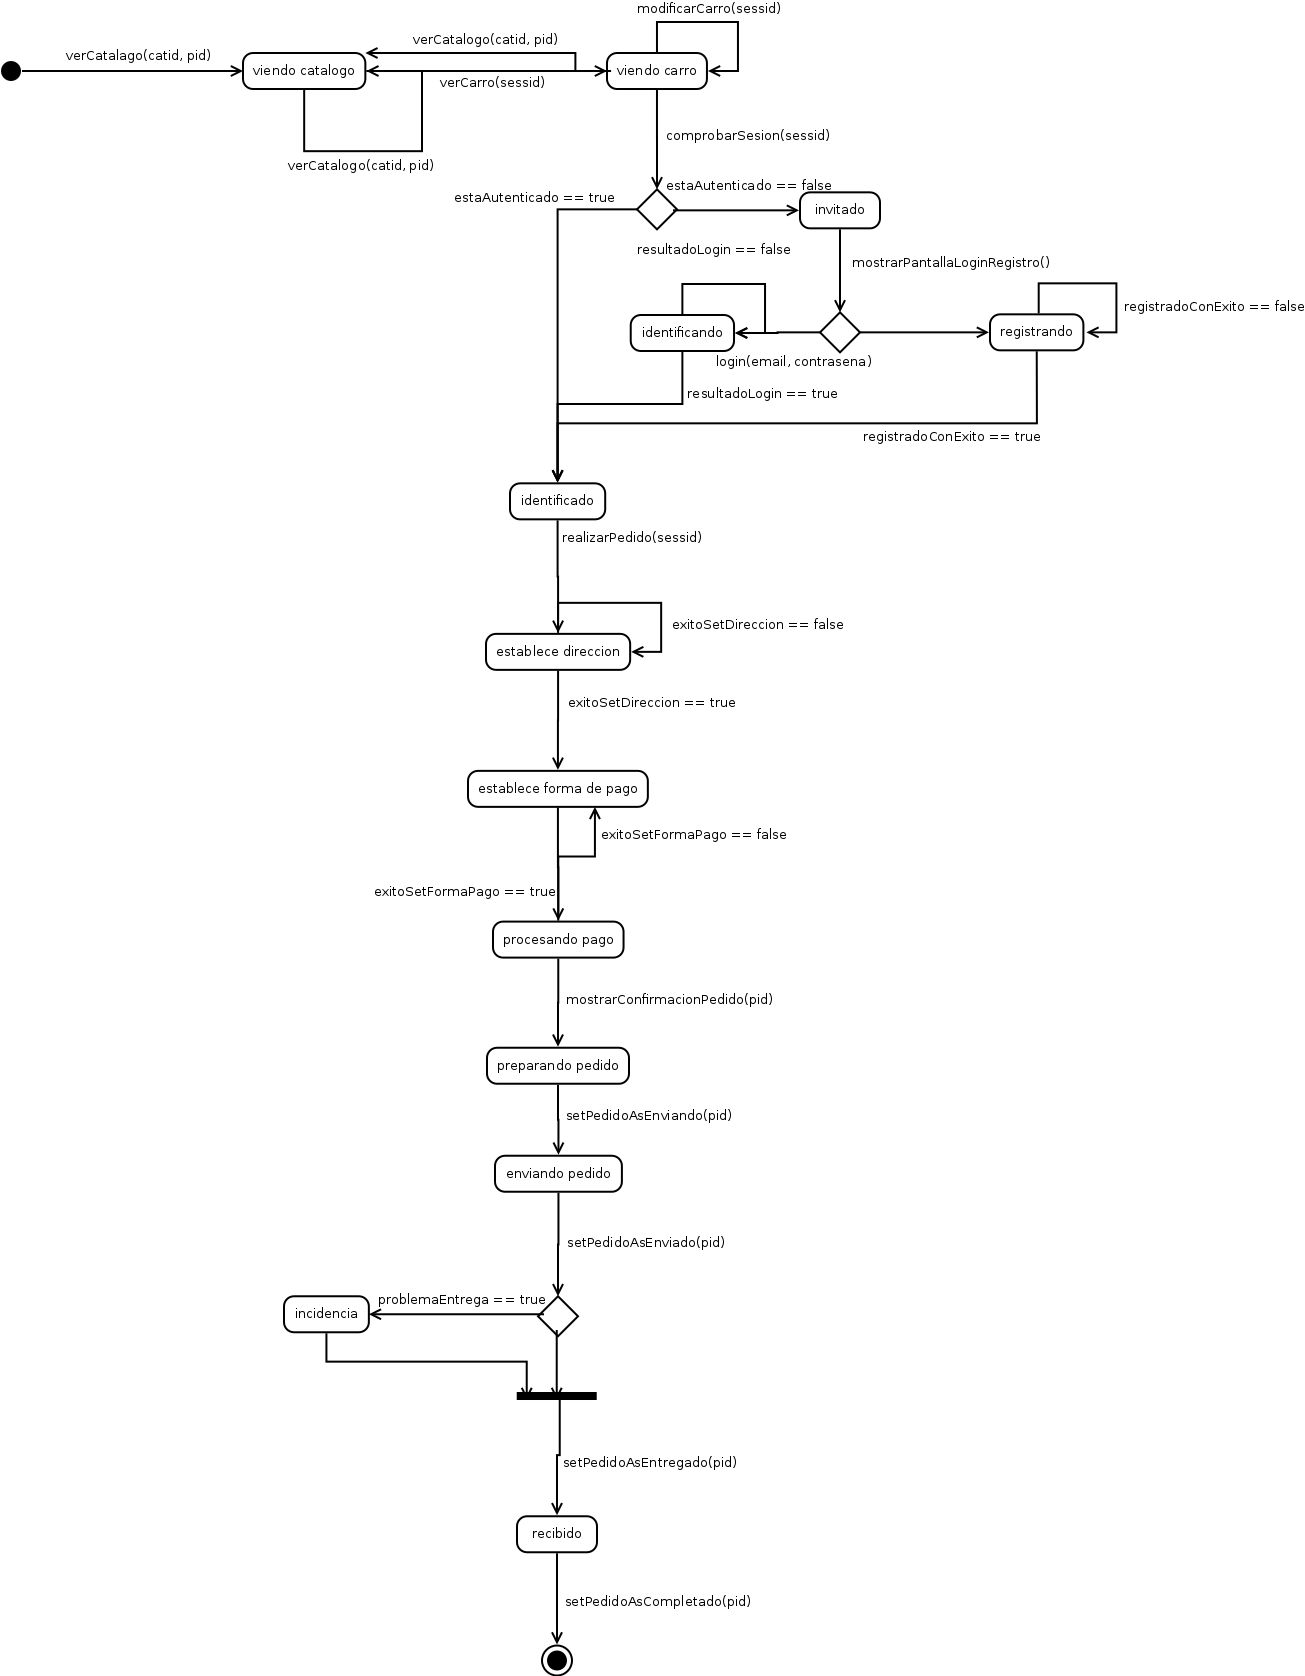 modificarCarro(sessid)
verCatalago(catid, pid)
verCatalogo(catid, pid)
viendo catalogo
viendo carro
verCarro(sessid)
verCatalogo(catid, pid)
comprobarSesion(sessid)
estaAutenticado == true
estaAutenticado == false
invitado
resultadoLogin == false
mostrarPantallaLoginRegistro()
registradoConExito == false
identificando
registrando
login(email, contrasena)
resultadoLogin == true
registradoConExito == true
identificado
realizarPedido(sessid)
exitoSetDireccion == false
establece direccion
exitoSetDireccion == true
establece forma de pago
exitoSetFormaPago == false
exitoSetFormaPago == true
procesando pago
mostrarConfirmacionPedido(pid)
preparando pedido
setPedidoAsEnviando(pid)
enviando pedido
setPedidoAsEnviado(pid)
problemaEntrega == true
incidencia
setPedidoAsEntregado(pid)
recibido
setPedidoAsCompletado(pid)